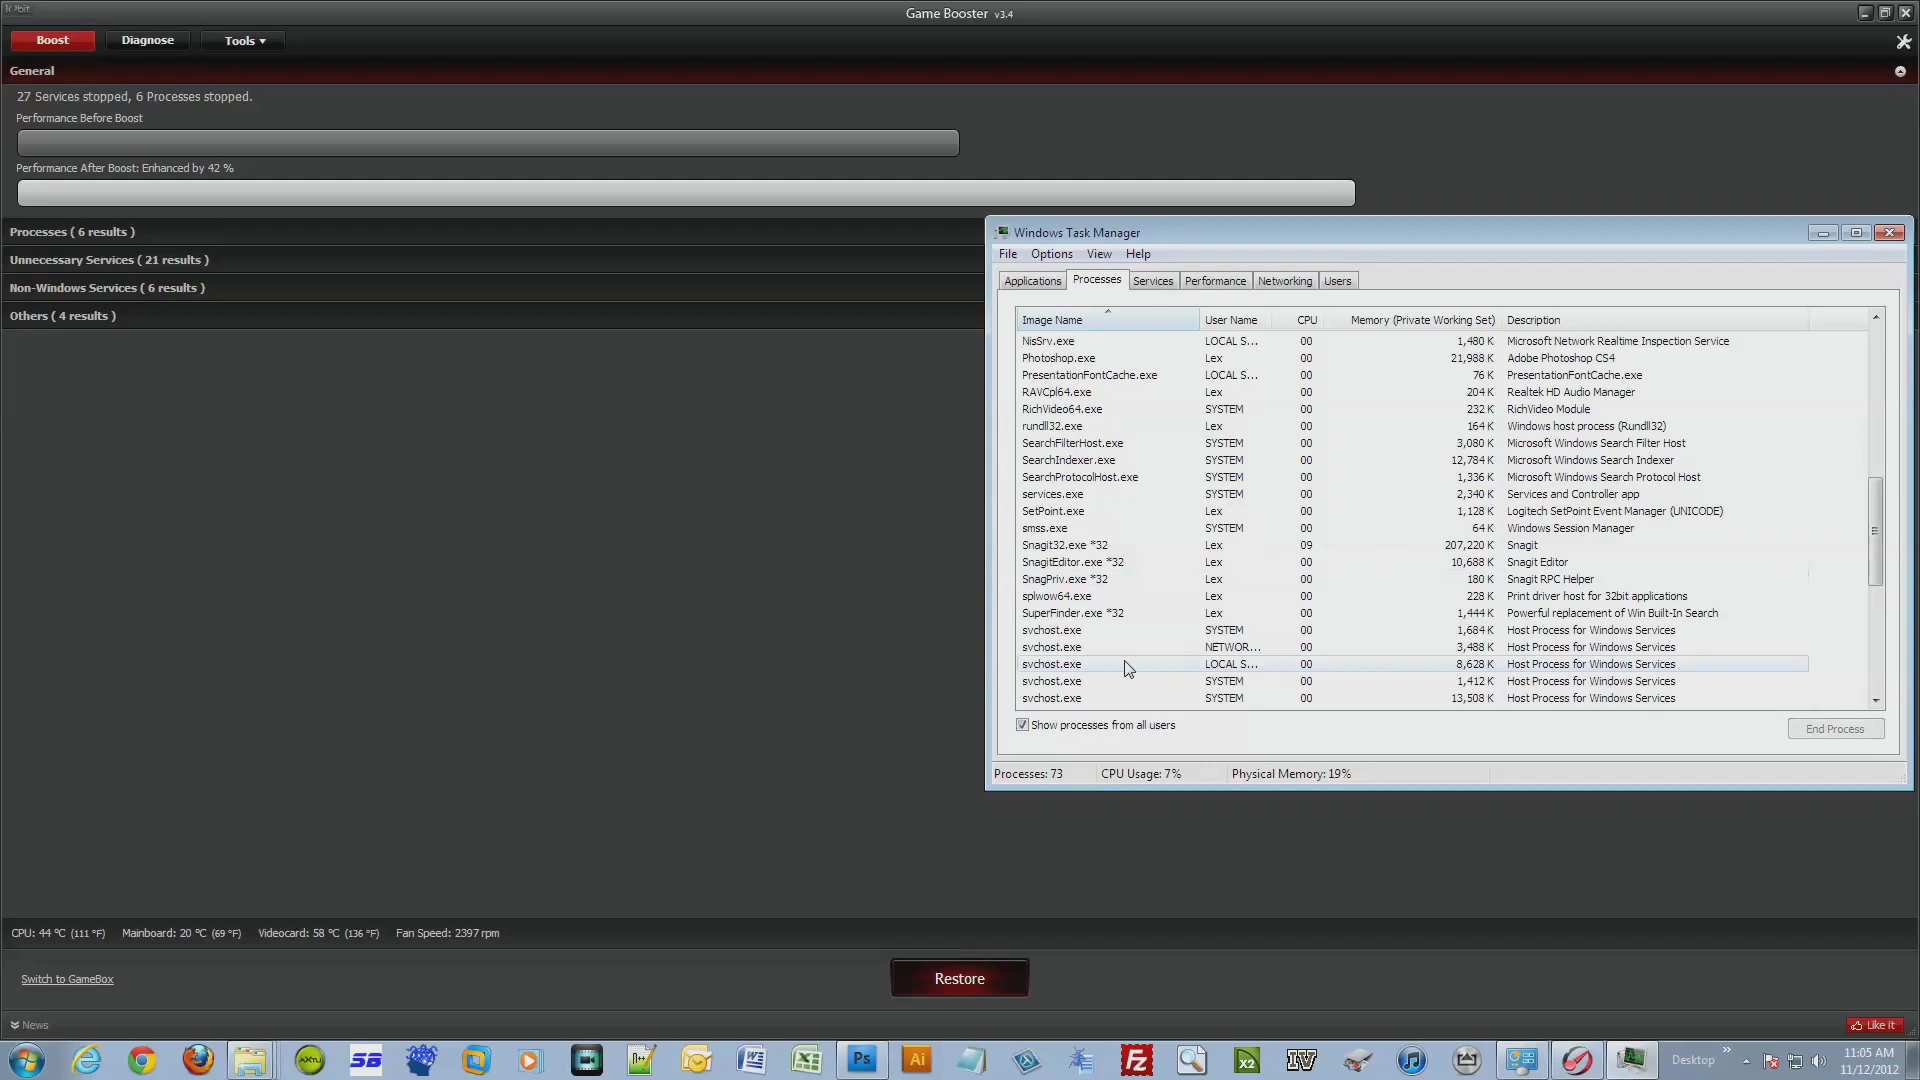 IObit
Game Booster v3.4
Boost
Diagnose
Tools ▾
General
27 Services stopped, 6 Processes stopped.
Performance Before Boost
Performance After Boost: Enhanced by 42 %
Processes ( 6 results )
Unnecessary Services ( 21 results )
Non-Windows Services ( 6 results )
Others ( 4 results )
Windows Task Manager
File Options View Help
Applications Processes Services Performance Networking Users
Image Name User Name CPU Memory (Private Working Set) Description
NisSrv.exe LOCAL S... 00 1,480 K Microsoft Network Realtime Inspection Service
Photoshop.exe Lex 00 21,988 K Adobe Photoshop CS4
PresentationFontCache.exe LOCAL S... 00 76 K PresentationFontCache.exe
RAVCpl64.exe Lex 00 204 K Realtek HD Audio Manager
RichVideo64.exe SYSTEM 00 232 K RichVideo Module
rundll32.exe Lex 00 164 K Windows host process (Rundll32)
SearchFilterHost.exe SYSTEM 00 3,080 K Microsoft Windows Search Filter Host
SearchIndexer.exe SYSTEM 00 12,784 K Microsoft Windows Search Indexer
SearchProtocolHost.exe SYSTEM 00 1,336 K Microsoft Windows Search Protocol Host
services.exe SYSTEM 00 2,340 K Services and Controller app
SetPoint.exe Lex 00 1,128 K Logitech SetPoint Event Manager (UNICODE)
smss.exe SYSTEM 00 64 K Windows Session Manager
Snagit32.exe *32 Lex 09 207,220 K Snagit
SnagitEditor.exe *32 Lex 00 10,688 K Snagit Editor
SnagPriv.exe *32 Lex 00 180 K Snagit RPC Helper
splwow64.exe Lex 00 228 K Print driver host for 32bit applications
SuperFinder.exe *32 Lex 00 1,444 K Powerful replacement of Win Built-In Search
svchost.exe SYSTEM 00 1,684 K Host Process for Windows Services
svchost.exe NETWOR... 00 3,488 K Host Process for Windows Services
svchost.exe LOCAL S... 00 8,628 K Host Process for Windows Services
svchost.exe SYSTEM 00 1,412 K Host Process for Windows Services
svchost.exe SYSTEM 00 13,508 K Host Process for Windows Services
Show processes from all users
End Process
Processes: 73 CPU Usage: 7% Physical Memory: 19%
CPU: 44 °C (111 °F) Mainboard: 20 °C (69 °F) Videocard: 58 °C (136 °F) Fan Speed: 2397 rpm
Switch to GameBox
Restore
News
Like it
AXTU
SB
Ps
Ai
Fz
X2
IV
Desktop
11:05 AM
11/12/2012